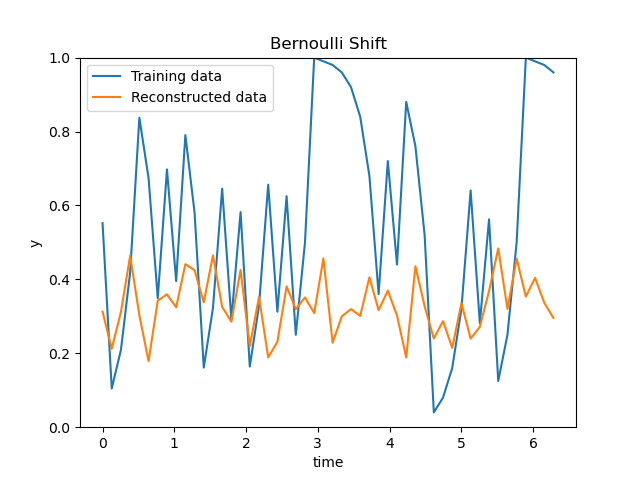 Bernoulli Shift
Training data
Reconstructed data
1.0
0.8
0.6
0.4
0.2
0.0
y
0 1 2 3 4 5 6
time